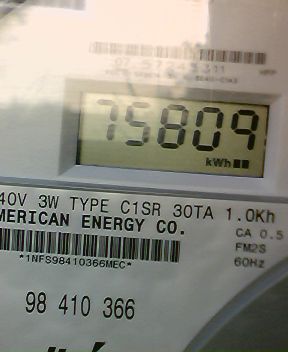 75809
kWh
40V 3W TYPE C1SR 30TA 1.0Kh
MERICAN ENERGY CO.
CA 0.5
FM2S
60Hz
*1NFS98410366MEC*
98 410 366